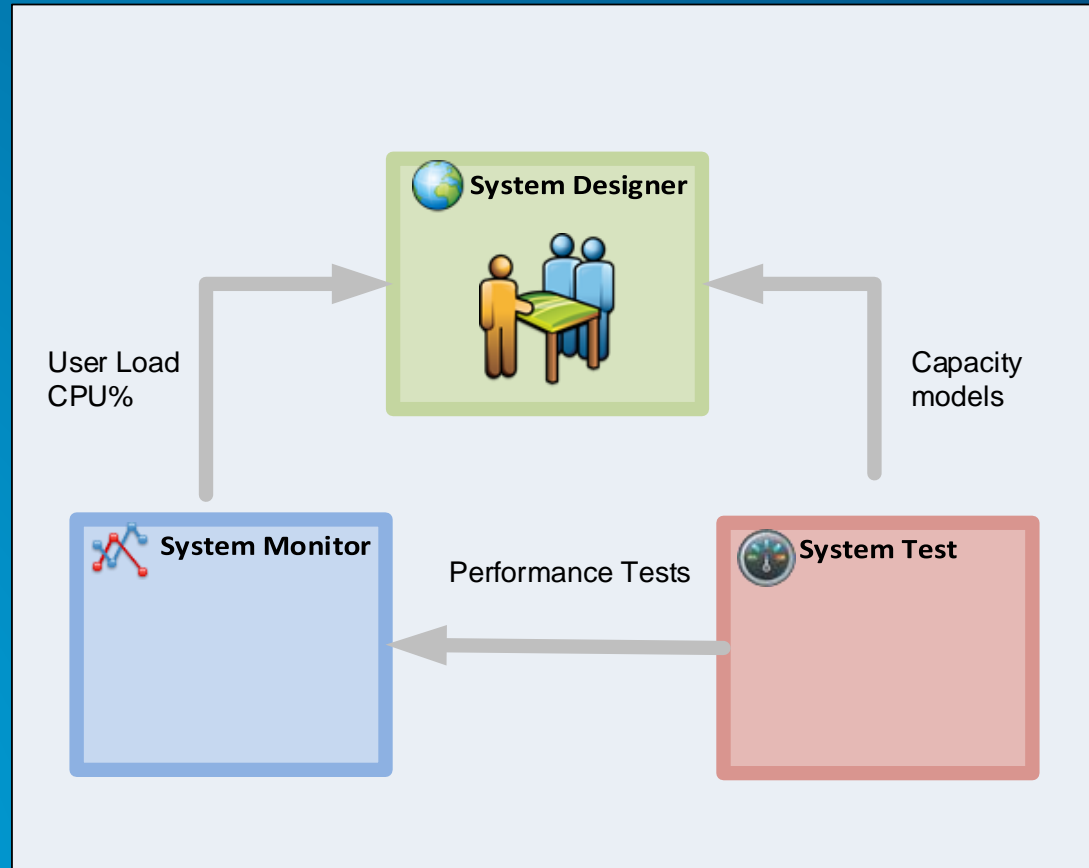 System Designer
User Load
CPU%
Capacity
models
System Monitor
Performance Tests
System Test